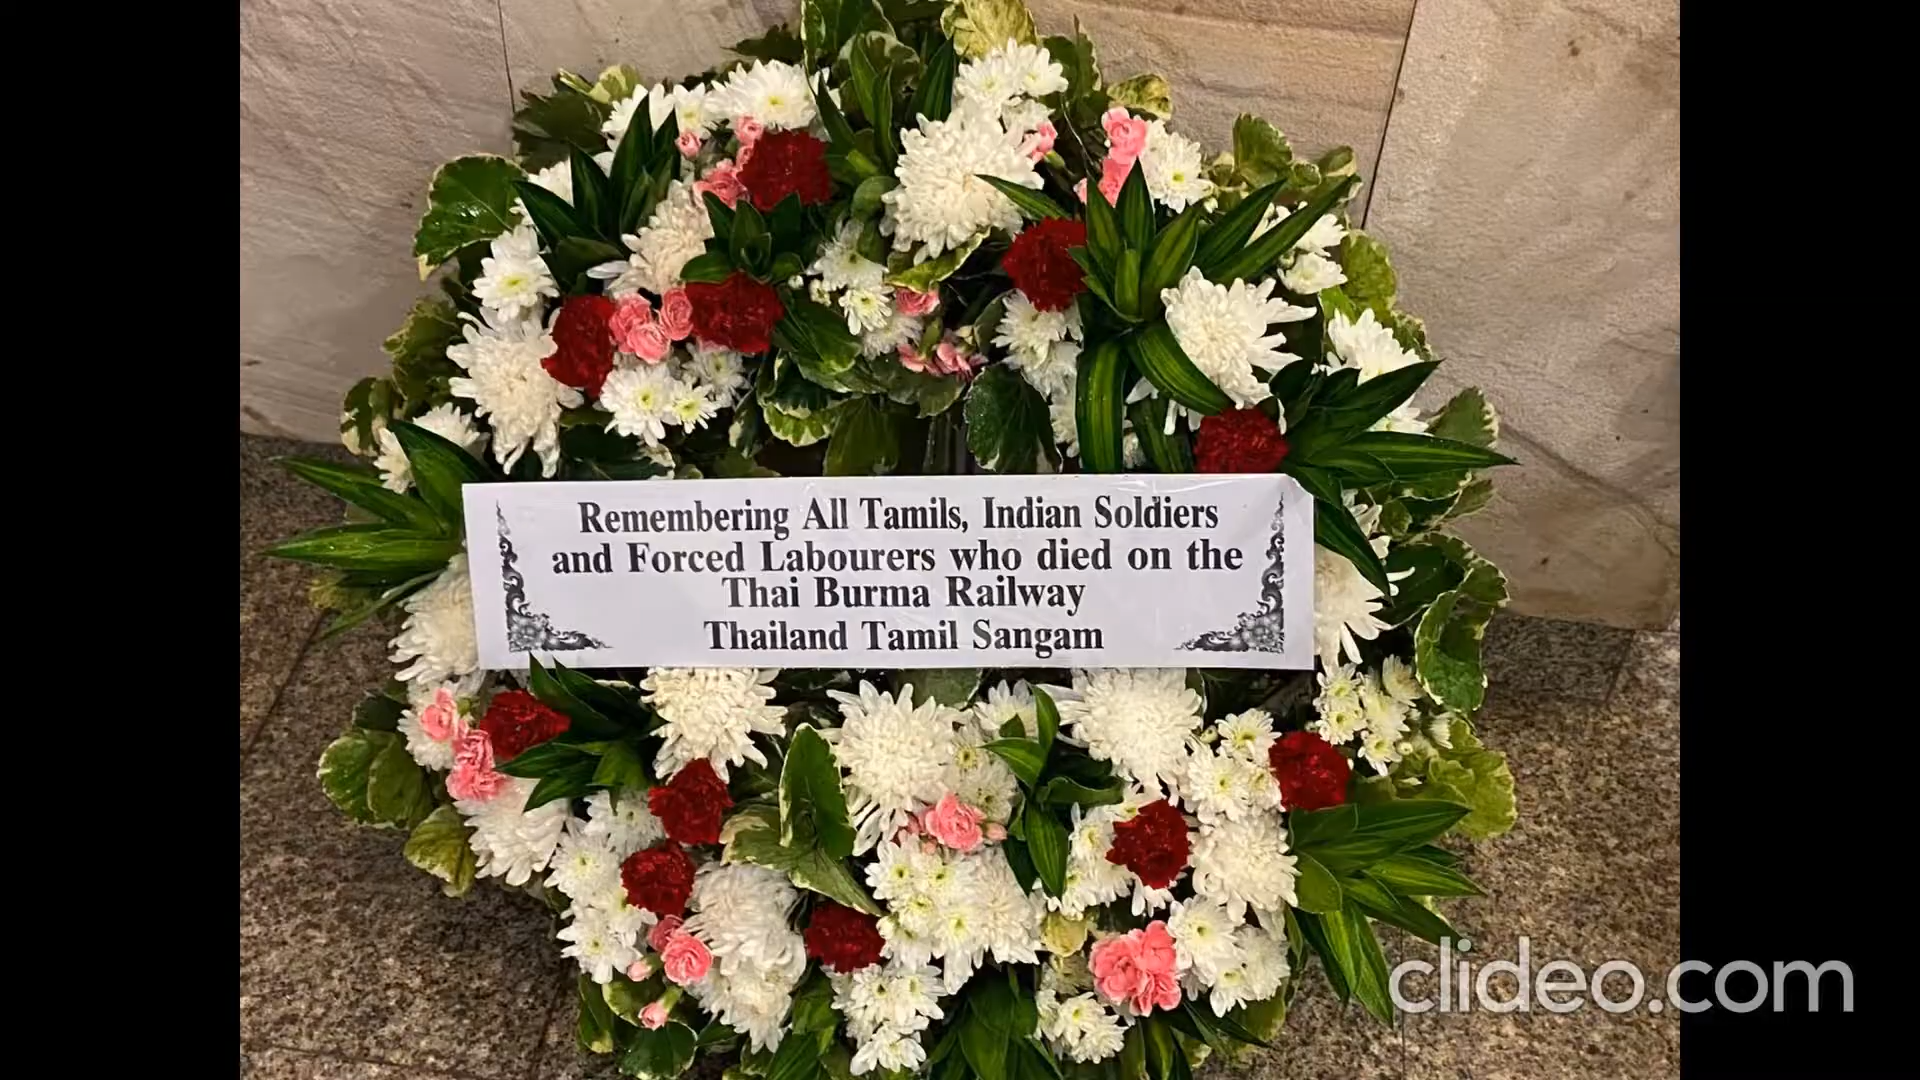 Remembering All Tamils, Indian Soldiers
and Forced Labourers who died on the
Thai Burma Railway
Thailand Tamil Sangam
clideo.com